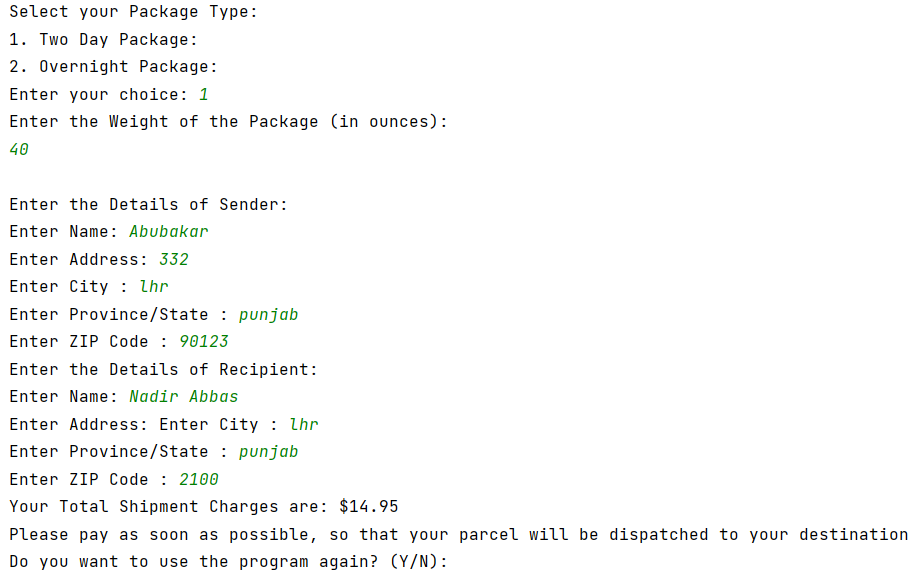 Select your Package Type:
1. Two Day Package:
2. Overnight Package:
Enter your choice: 1
Enter the Weight of the Package (in ounces):
40
Enter the Details of Sender:
Enter Name: Abubakar
Enter Address: 332
Enter City : lhr
Enter Province/State : punjab
Enter ZIP Code : 90123
Enter the Details of Recipient:
Enter Name: Nadir Abbas
Enter Address: Enter City : lhr
Enter Province/State : punjab
Enter ZIP Code : 2100
Your Total Shipment Charges are: $14.95
Please pay as soon as possible, so that your parcel will be dispatched to your destination
Do you want to use the program again? (Y/N):